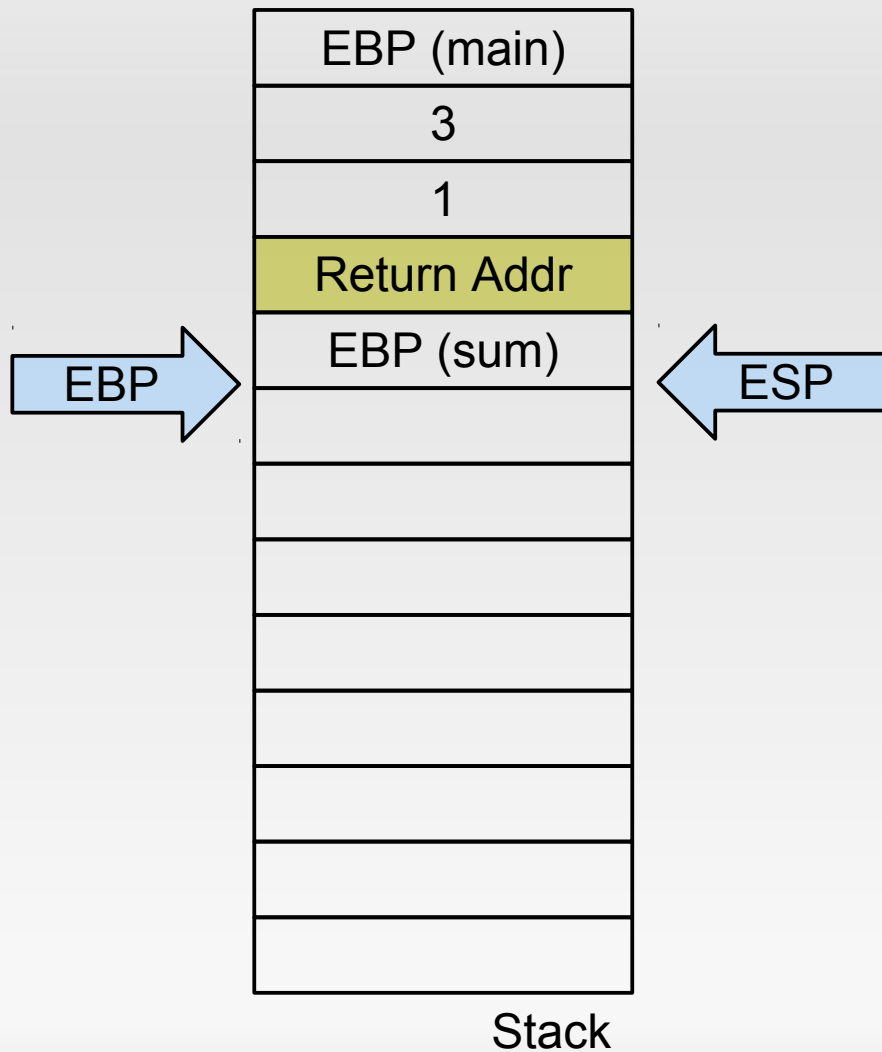 EBP (main)
3
1
Return Addr
EBP (sum)
EBP
ESP
Stack